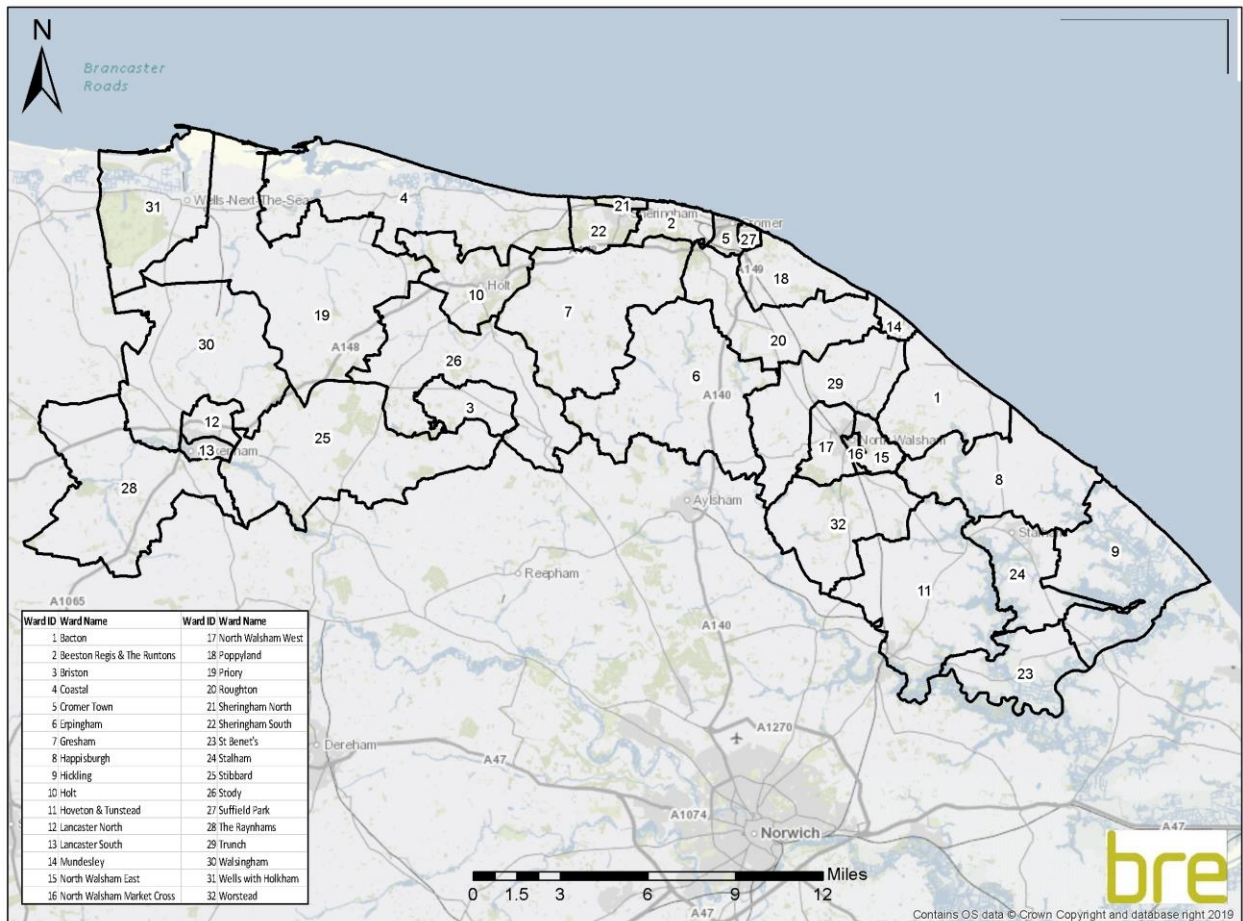 N
Brancaster
Roads
Wells-Next-The-Sea
31
4
21
Sheringham
22
2
Cromer
5
27
A149
18
10
Holt
7
19
30
A148
26
14
20
6
A140
29
1
3
12
25
13
28
17
North Walsham
16
15
8
Aylsham
32
Stalham
9
24
Reepham
11
A1065
A140
23
Ward ID Ward Name Ward ID Ward Name
1 Bacton 17 North Walsham West
2 Beeston Regis & The Runtons 18 Poppyland
3 Briston 19 Priory
4 Coastal 20 Roughton
5 Cromer Town 21 Sheringham North
6 Erpingham 22 Sheringham South
7 Gresham 23 St Benet's
8 Happisburgh 24 Stalham
9 Hickling 25 Stibbard
10 Holt 26 Stody
11 Hoveton & Tunstead 27 Suffield Park
12 Lancaster North 28 The Raynhams
13 Lancaster South 29 Trunch
14 Mundesley 30 Walsingham
15 North Walsham East 31 Wells with Holkham
16 North Walsham Market Cross 32 Worstead
A1270
Dereham
A47
A1074
Norwich
A47
Miles
0 1.5 3 6 9 12
A47
bre
Contains OS data © Crown Copyright and database right 2019